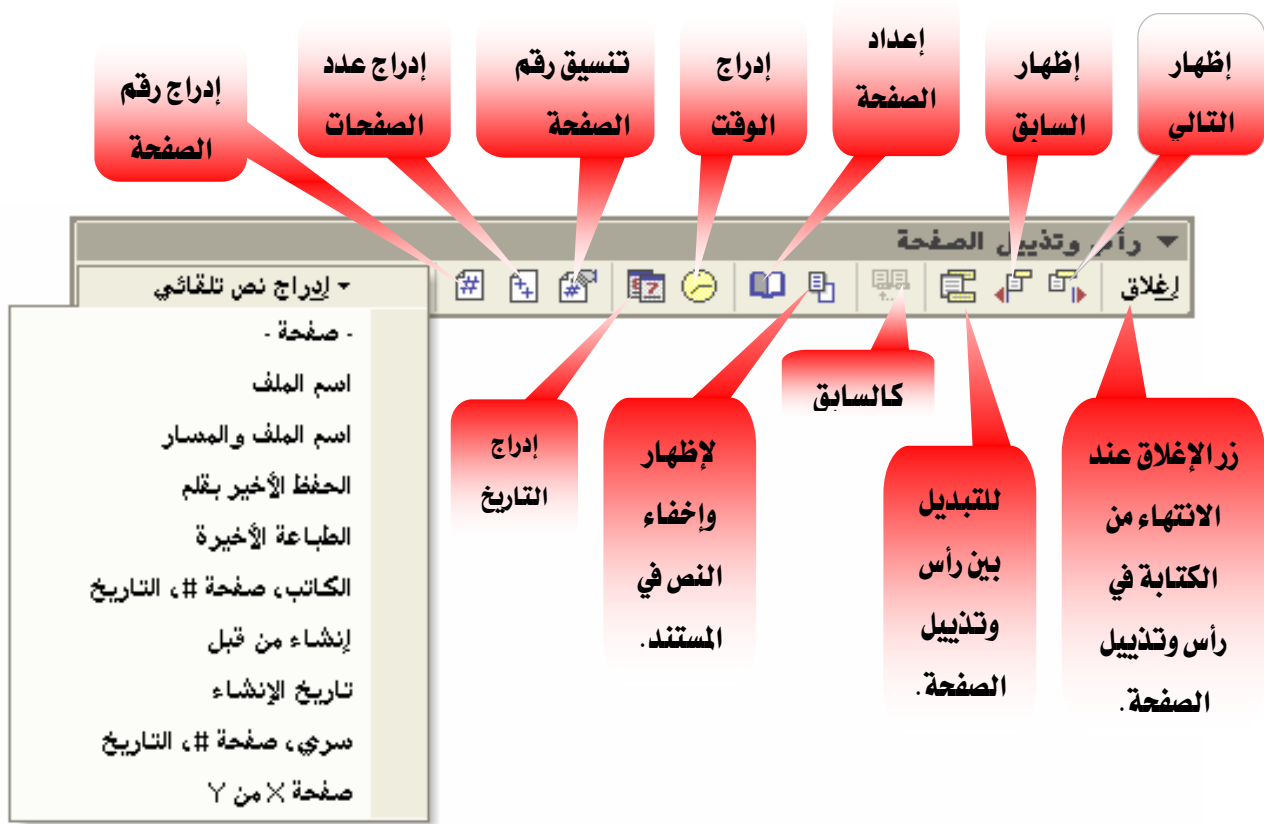 إظهار
التالي
إظهار
السابق
إعداد
الصفحة
إدراج
الوقت
تنسيق رقم
الصفحة
إدراج عدد
الصفحات
إدراج رقم
الصفحة
رأس وتذييل الصفحة
إغلاق
إدراج نص تلقائي
- صفحة -
اسم الملف
اسم الملف والمسار
الحفظ الأخير بقلم
الطباعة الأخيرة
الكاتب، صفحة #، التاريخ
إنشاء من قبل
تاريخ الإنشاء
سري، صفحة #، التاريخ
صفحة X من Y
زر الإغلاق عند
الانتهاء من
الكتابة في
رأس وتذييل
الصفحة.
للتبديل
بين رأس
وتذييل
الصفحة.
كالسابق
لإظهار
وإخفاء
النص في
المستند.
إدراج
التاريخ